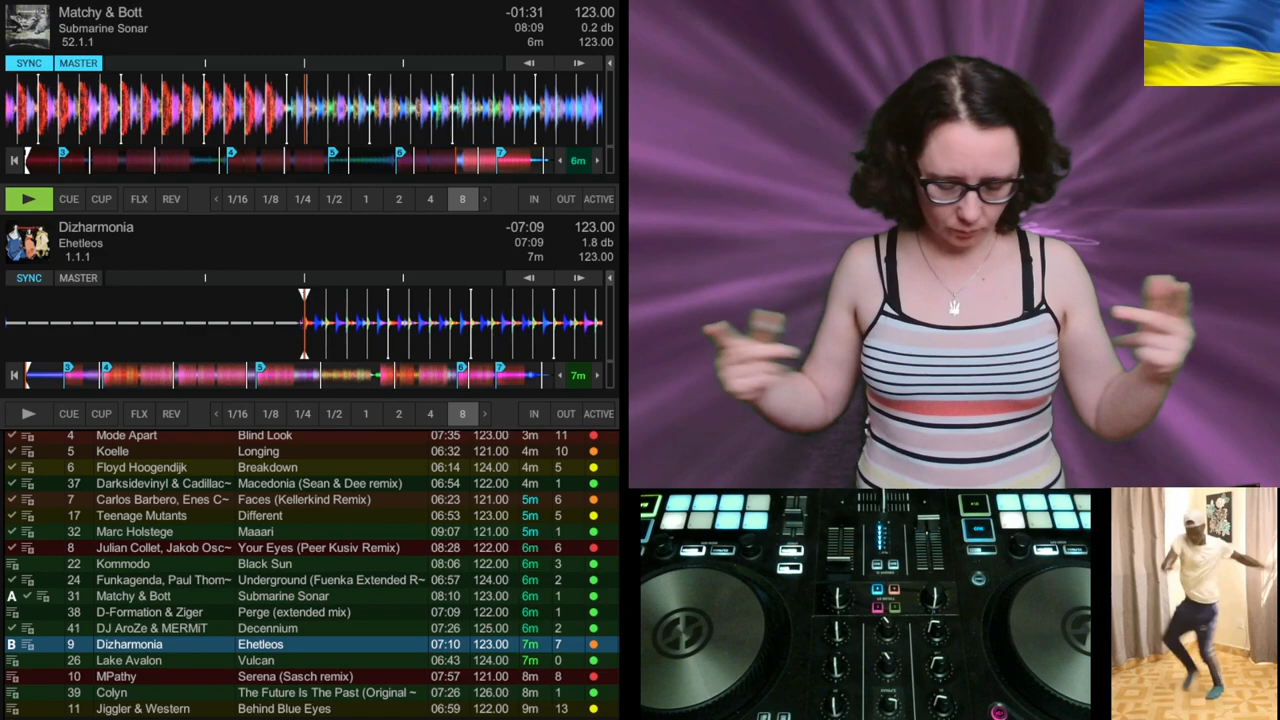 Matchy & Bott -01:31 123.00
Submarine Sonar 08:09 0.2 db
52.1.1 6m 123.00
SYNC MASTER
3 4 5 6 7 6m
CUE CUP FLX REV < 1/16 1/8 1/4 1/2 1 2 4 8 > IN OUT ACTIVE
Dizharmonia -07:09 123.00
Ehetleos 07:09 1.8 db
1.1.1 7m 123.00
SYNC MASTER
3 4 5 6 7 7m
CUE CUP FLX REV < 1/16 1/8 1/4 1/2 1 2 4 8 > IN OUT ACTIVE
4 Mode Apart Blind Look 07:35 123.00 3m 11
5 Koelle Longing 06:32 121.00 4m 10
6 Floyd Hoogendijk Breakdown 06:14 124.00 4m 5
37 Darksidevinyl & Cadillac~ Macedonia (Sean & Dee remix) 06:54 122.00 4m 1
7 Carlos Barbero, Enes C~ Faces (Kellerkind Remix) 06:23 121.00 5m 6
17 Teenage Mutants Different 06:53 123.00 5m 5
32 Marc Holstege Maaari 09:07 121.00 5m 1
8 Julian Collet, Jakob Osc~ Your Eyes (Peer Kusiv Remix) 08:28 122.00 6m 6
22 Kommodo Black Sun 08:06 122.00 6m 3
24 Funkagenda, Paul Thom~ Underground (Fuenka Extended R~ 06:57 124.00 6m 2
A 31 Matchy & Bott Submarine Sonar 08:10 123.00 6m 1
38 D-Formation & Ziger Perge (extended mix) 07:09 122.00 6m 1
41 DJ AroZe & MERMiT Decennium 07:26 125.00 6m 2
B 9 Dizharmonia Ehetleos 07:10 123.00 7m 7
26 Lake Avalon Vulcan 06:43 124.00 7m 0
10 MPathy Serena (Sasch remix) 07:57 121.00 8m 8
39 Colyn The Future Is The Past (Original ~ 07:26 126.00 8m 1
11 Jiggler & Western Behind Blue Eyes 06:59 122.00 9m 13